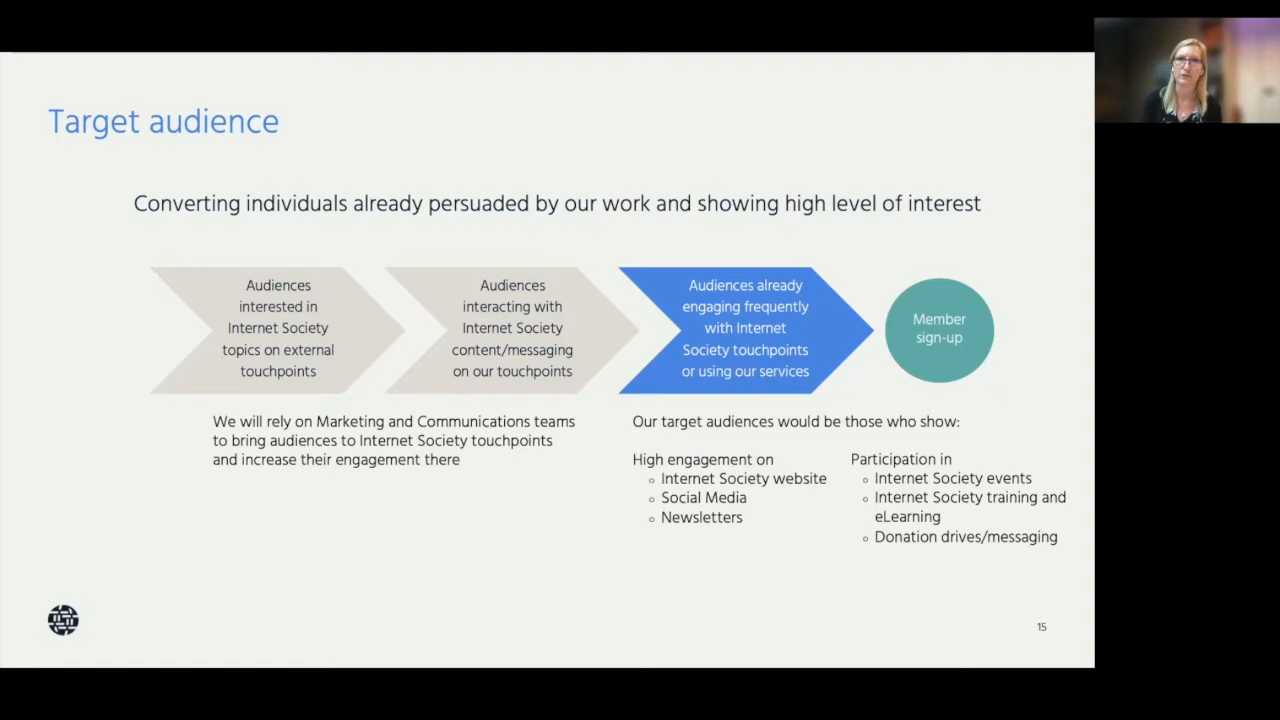 Target audience
Converting individuals already persuaded by our work and showing high level of interest
Audiences
interested in
Internet Society
topics on external
touchpoints
Audiences
interacting with
Internet Society
content/messaging
on our touchpoints
Audiences already
engaging frequently
with Internet
Society touchpoints
or using our services
Member
sign-up
We will rely on Marketing and Communications teams
to bring audiences to Internet Society touchpoints
and increase their engagement there
Our target audiences would be those who show:
High engagement on
Internet Society website
Social Media
Newsletters
Participation in
Internet Society events
Internet Society training and
eLearning
Donation drives/messaging
15